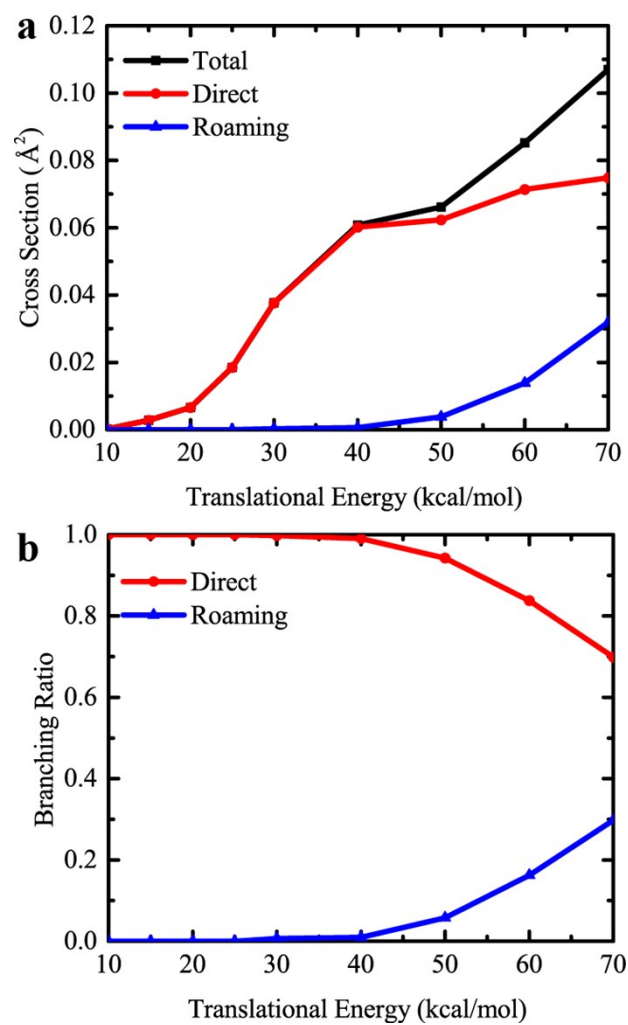 a
0.12
0.10
0.08
0.06
0.04
0.02
0.00
Cross Section ( Å²)
Total
Direct
Roaming
10 20 30 40 50 60 70
Translational Energy (kcal/mol)
b
1.0
0.8
0.6
0.4
0.2
0.0
Branching Ratio
Direct
Roaming
10 20 30 40 50 60 70
Translational Energy (kcal/mol)